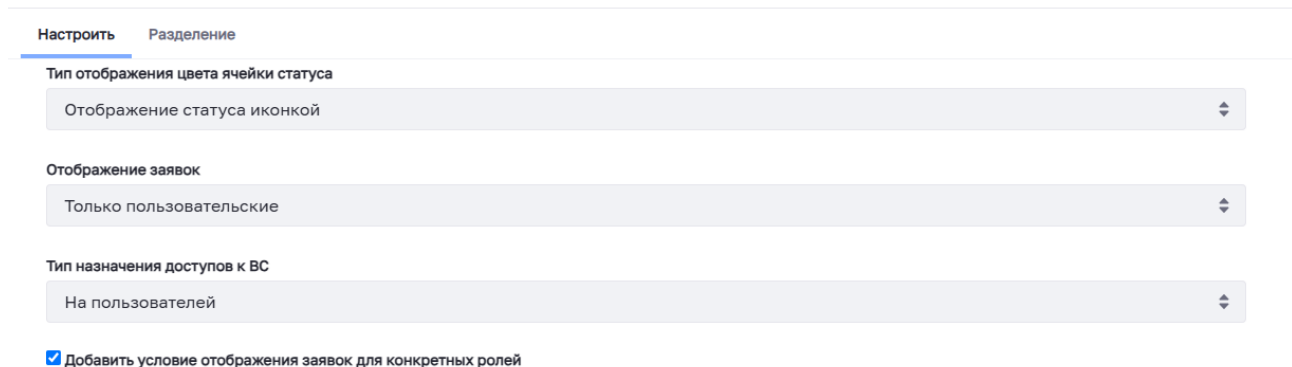 Настроить Разделение
Тип отображения цвета ячейки статуса
Отображение статуса иконкой
Отображение заявок
Только пользовательские
Тип назначения доступов к ВС
На пользователей
Добавить условие отображения заявок для конкретных ролей